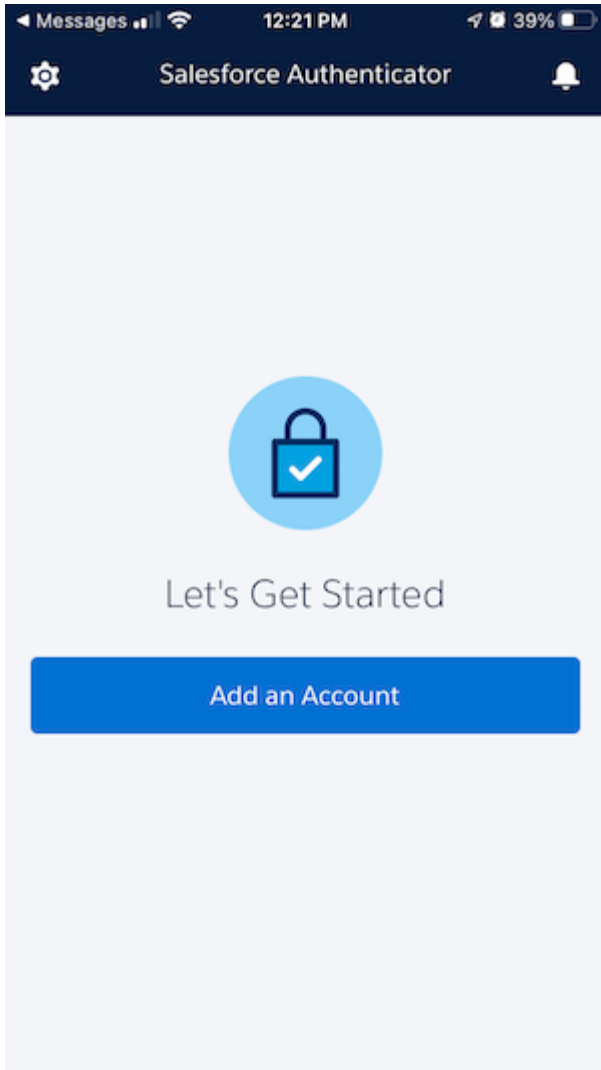 Messages 12:21 PM 39%
Salesforce Authenticator
Let's Get Started
Add an Account